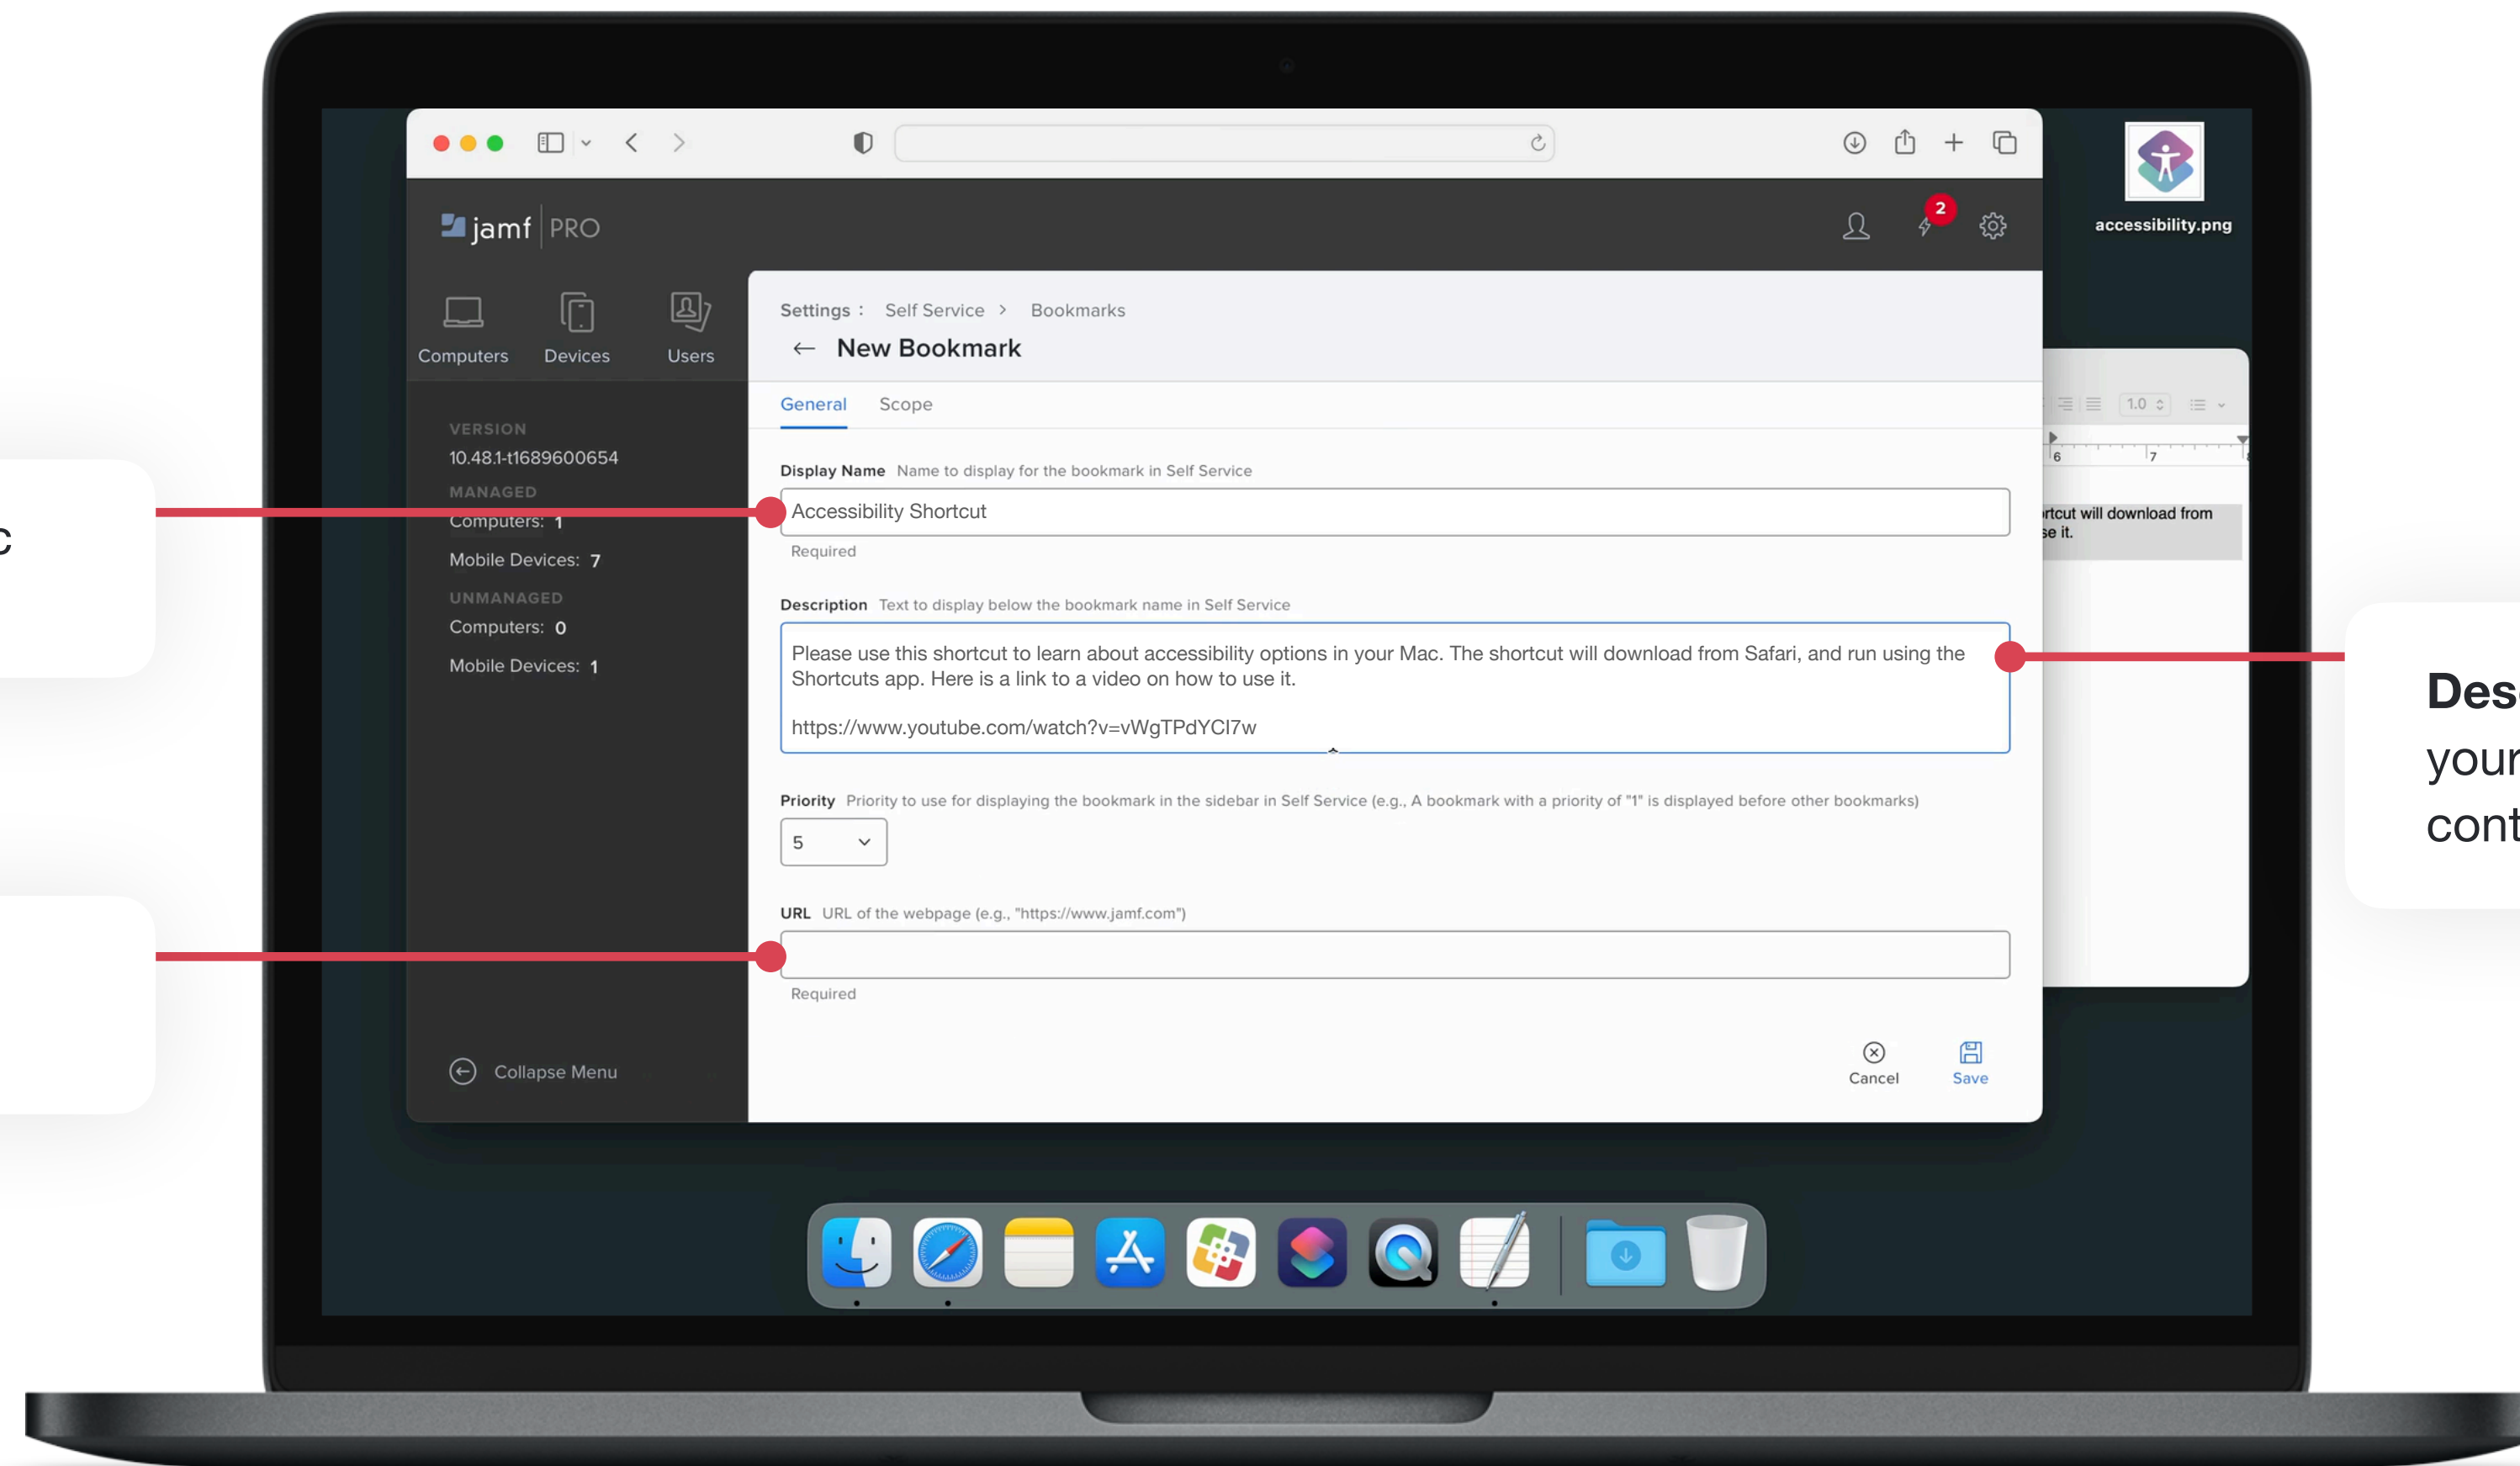 jamf PRO
2
accessibility.png
Computers Devices Users
Settings : Self Service > Bookmarks
← New Bookmark
General Scope
VERSION
10.48.1-t1689600654
MANAGED
Computers: 1
Mobile Devices: 7
UNMANAGED
Computers: 0
Mobile Devices: 1
Collapse Menu
Display Name Name to display for the bookmark in Self Service
Accessibility Shortcut
Required
Description Text to display below the bookmark name in Self Service
Please use this shortcut to learn about accessibility options in your Mac. The shortcut will download from Safari, and run using the
Shortcuts app. Here is a link to a video on how to use it.
https://www.youtube.com/watch?v=vWgTPdYCI7w
Priority Priority to use for displaying the bookmark in the sidebar in Self Service (e.g., A bookmark with a priority of "1" is displayed before other bookmarks)
5
URL URL of the webpage (e.g., "https://www.jamf.com")
Required
Cancel Save
1.0
6 7
will download from
it.
your